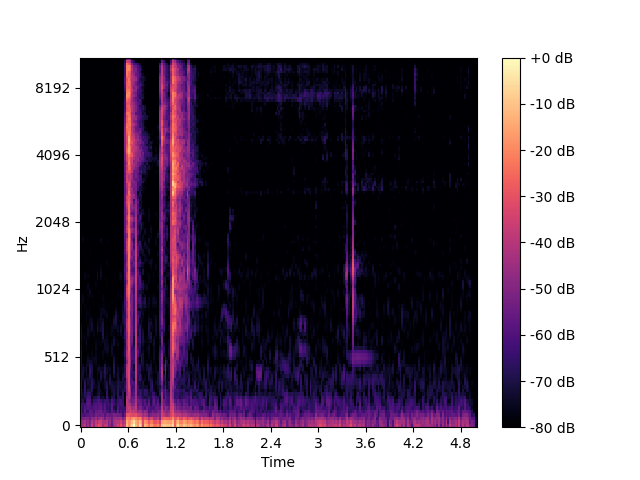 8192
4096
2048
1024
512
0
Hz
0 0.6 1.2 1.8 2.4 3 3.6 4.2 4.8
Time
+0 dB
-10 dB
-20 dB
-30 dB
-40 dB
-50 dB
-60 dB
-70 dB
-80 dB